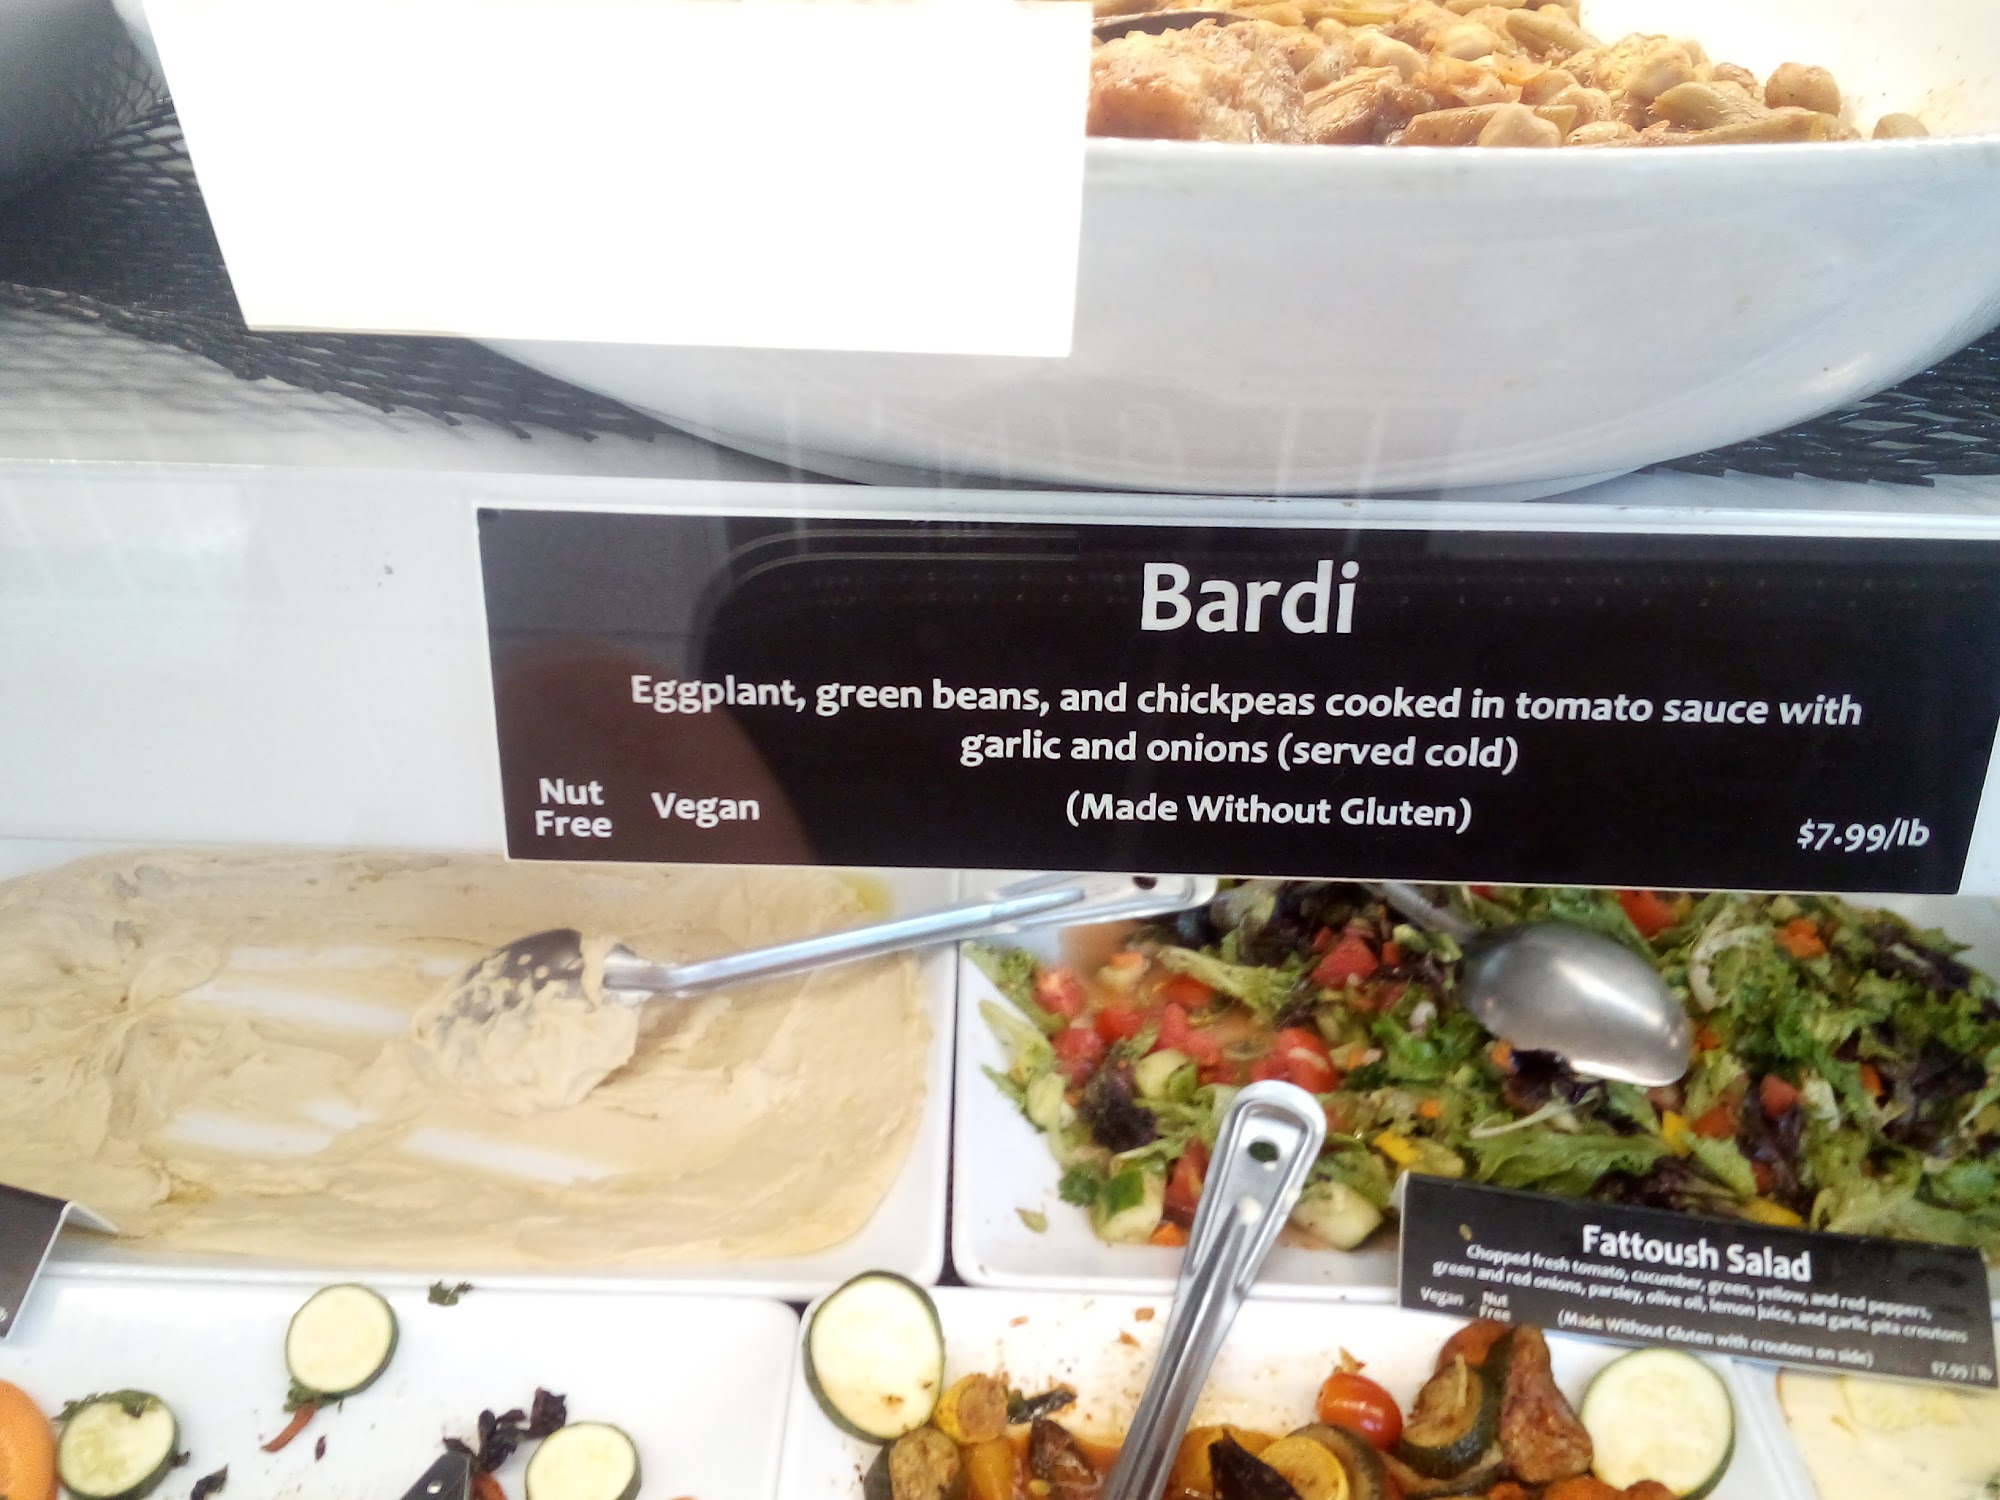 Bardi
Eggplant, green beans, and chickpeas cooked in tomato sauce with
garlic and onions (served cold)
Nut
Free
Vegan
(Made Without Gluten)
$7.99/lb
Fattoush Salad
Chopped fresh tomato, cucumber, green, yellow, and red peppers,
green and red onions, parsley, olive oil, lemon juice, and garlic pita croutons
Vegan
Nut
Free
(Made Without Gluten with croutons on side)
$7.99/lb